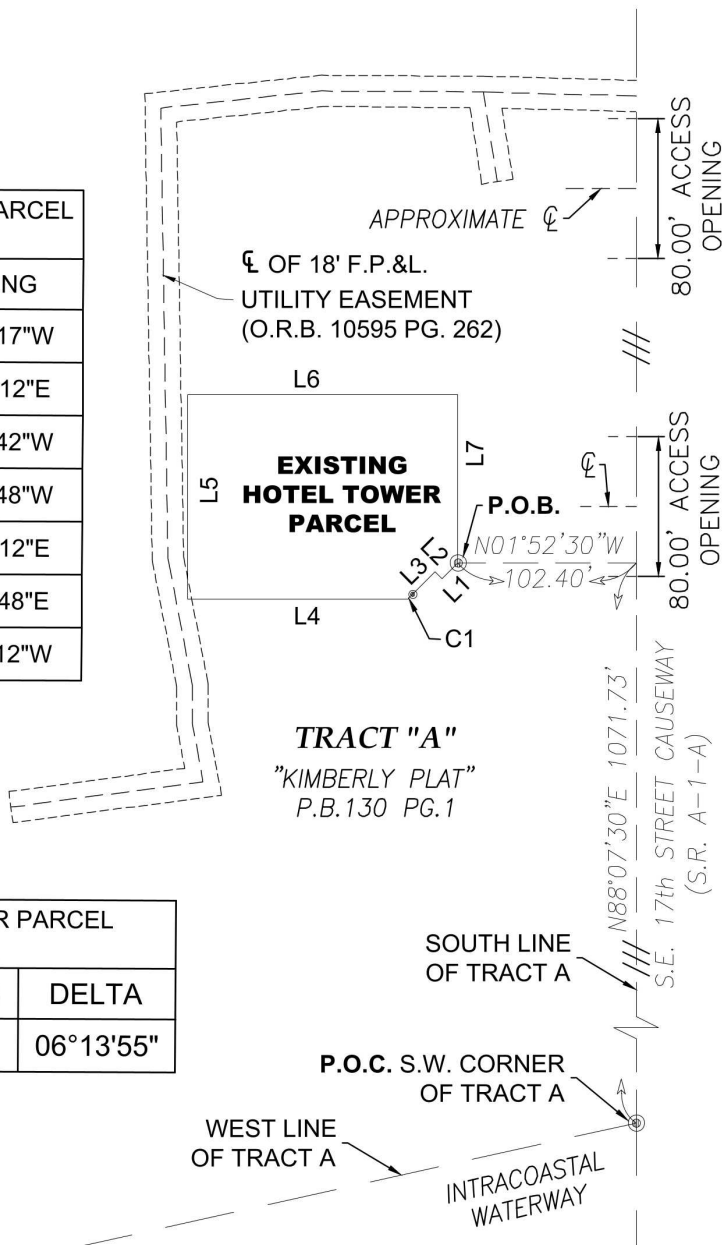 80.00' ACCESS
OPENING
APPROXIMATE ℄
℄ OF 18' F.P.&L.
UTILITY EASEMENT
(O.R.B. 10595 PG. 262)
ARCEL
NG
17"W
12"E
42"W
48"W
12"E
48"E
12"W
L6
L5
EXISTING
HOTEL TOWER
PARCEL
L7
℄
80.00' ACCESS
OPENING
P.O.B.
N01°52'30"W
102.40'
L3
L2
L1
L4
C1
TRACT "A"
"KIMBERLY PLAT"
P.B.130 PG.1
N88°07'30"E 1071.73'
S.E. 17th STREET CAUSEWAY
(S.R. A-1-A)
R PARCEL
DELTA
06°13'55"
SOUTH LINE
OF TRACT A
P.O.C. S.W. CORNER
OF TRACT A
WEST LINE
OF TRACT A
INTRACOASTAL
WATERWAY